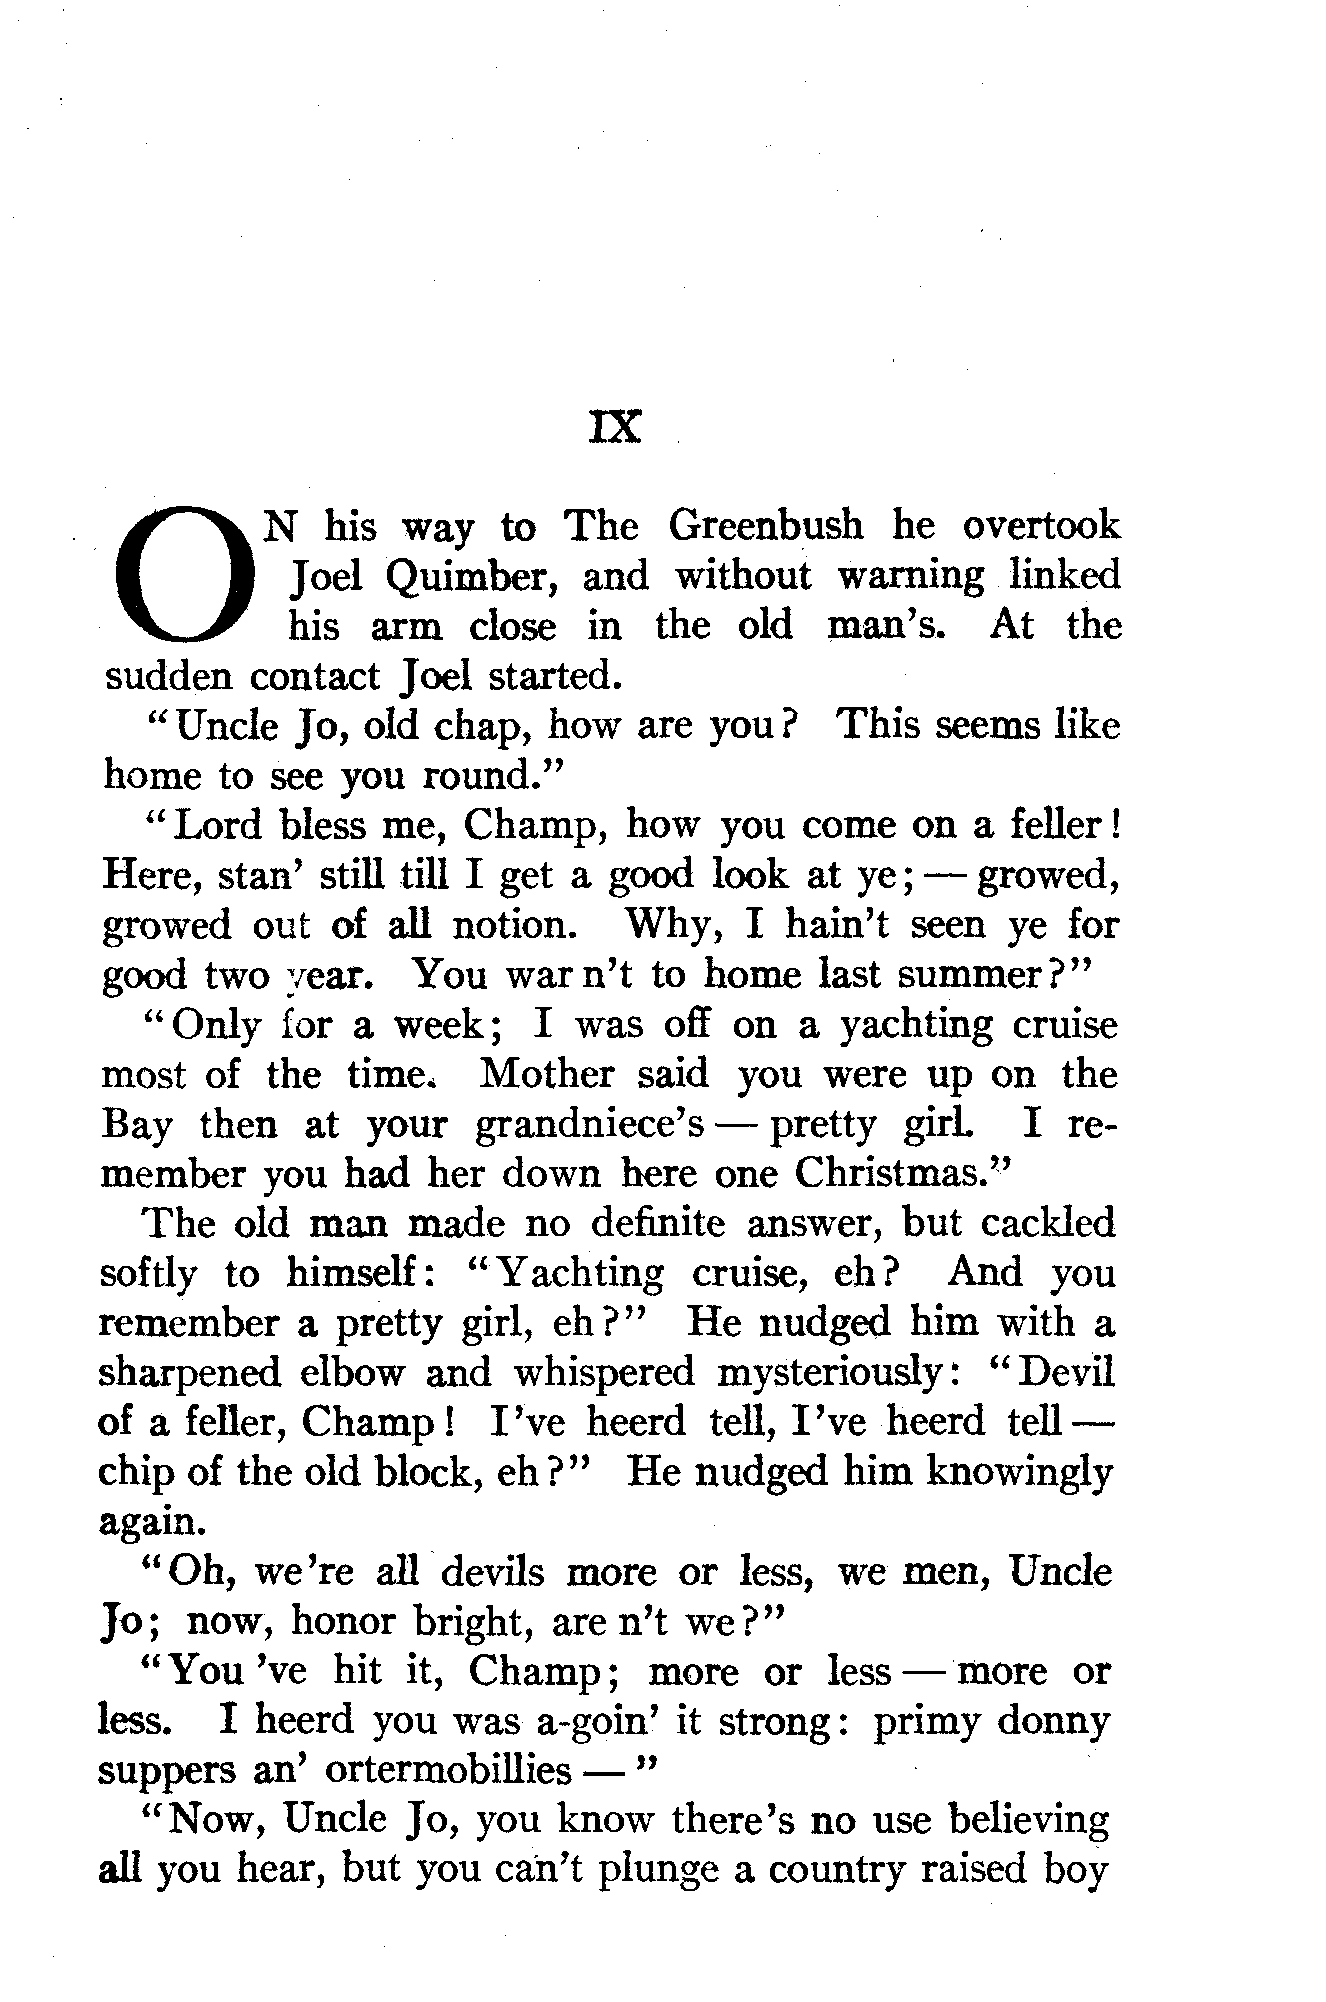 IX
ON his way to The Greenbush he overtook
Joel Quimber, and without warning linked
his arm close in the old man's. At the
sudden contact Joel started.
"Uncle Jo, old chap, how are you? This seems like
home to see you round."
"Lord bless me, Champ, how you come on a feller!
Here, stan' still till I get a good look at ye; — growed,
growed out of all notion. Why, I hain't seen ye for
good two year. You war n't to home last summer?"
"Only for a week; I was off on a yachting cruise
most of the time. Mother said you were up on the
Bay then at your grandniece's — pretty girl. I re-
member you had her down here one Christmas."
The old man made no definite answer, but cackled
softly to himself: "Yachting cruise, eh? And you
remember a pretty girl, eh?" He nudged him with a
sharpened elbow and whispered mysteriously: "Devil
of a feller, Champ! I've heerd tell, I've heerd tell —
chip of the old block, eh?" He nudged him knowingly
again.
"Oh, we're all devils more or less, we men, Uncle
Jo; now, honor bright, are n't we?"
"You 've hit it, Champ; more or less — more or
less. I heerd you was a-goin' it strong: primy donny
suppers an' ortermobillies — "
"Now, Uncle Jo, you know there's no use believing
all you hear, but you can't plunge a country raised boy